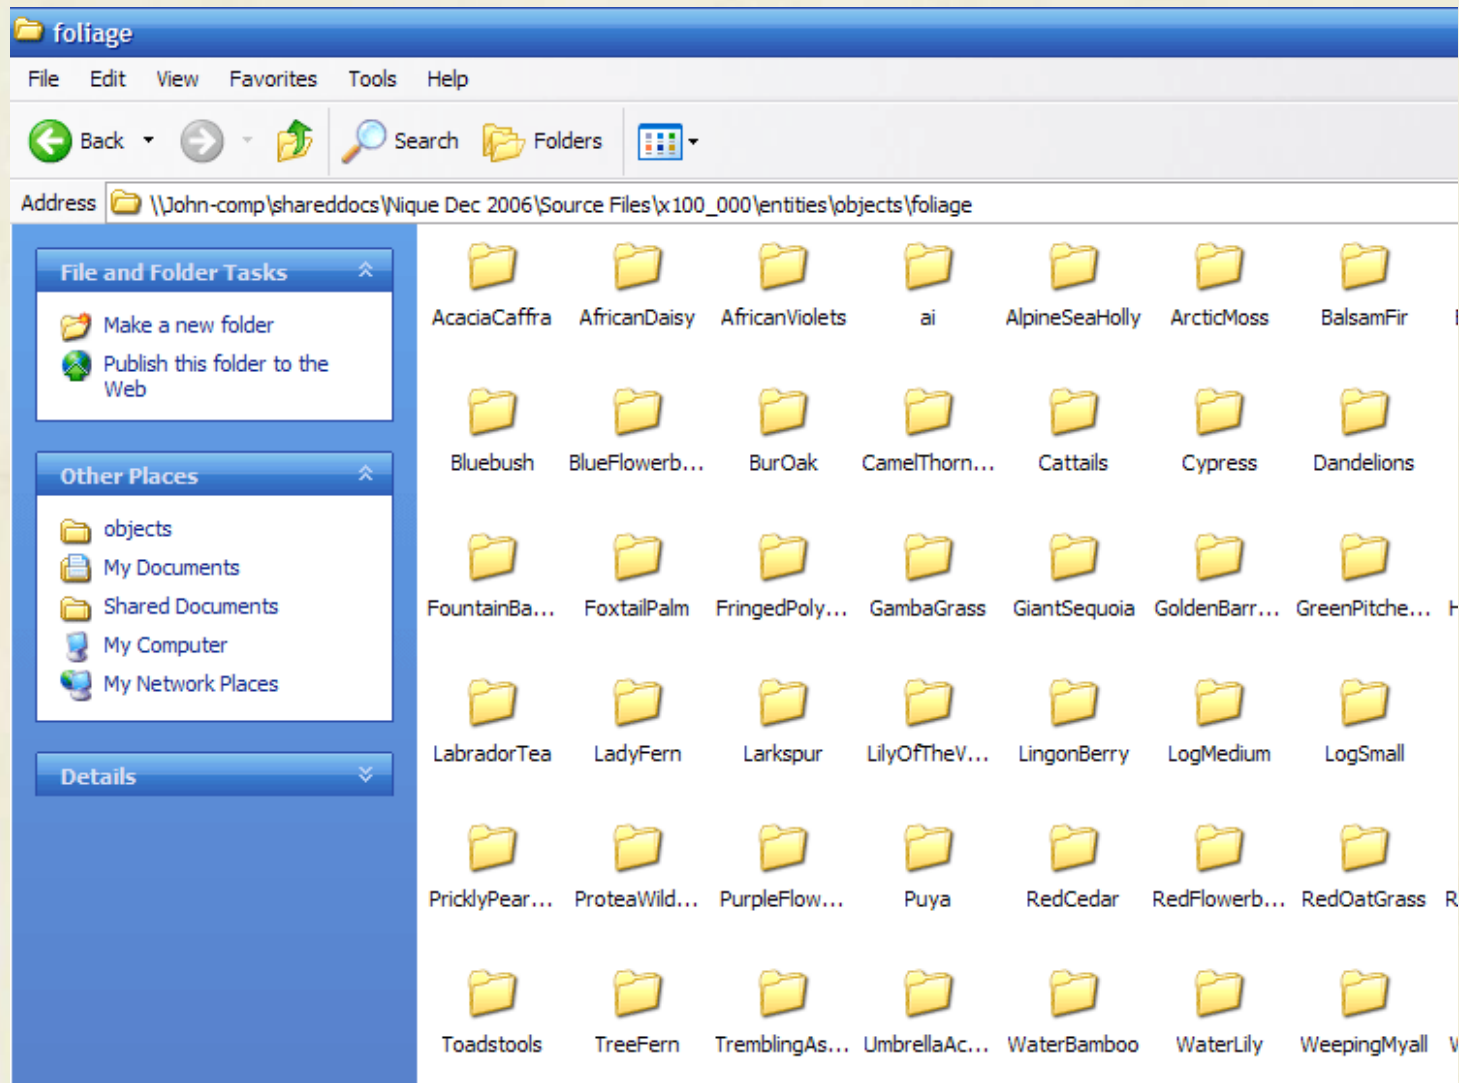 foliage
File Edit View Favorites Tools Help
Back Search Folders
Address \\John-comp\shareddocs\Nique Dec 2006\Source Files\x100_000\entities\objects\foliage
File and Folder Tasks
Make a new folder
Publish this folder to the
Web
Other Places
objects
My Documents
Shared Documents
My Computer
My Network Places
Details
AcaciaCaffra AfricanDaisy AfricanViolets ai AlpineSeaHolly ArcticMoss BalsamFir
Bluebush BlueFlowerb... BurOak CamelThorn... Cattails Cypress Dandelions
FountainBa... FoxtailPalm FringedPoly... GambaGrass GiantSequoia GoldenBarr... GreenPitche...
LabradorTea LadyFern Larkspur LilyOfTheV... LingonBerry LogMedium LogSmall
PricklyPear... ProteaWild... PurpleFlow... Puya RedCedar RedFlowerb... RedOatGrass
Toadstools TreeFern TremblingAs... UmbrellaAc... WaterBamboo WaterLily WeepingMyall